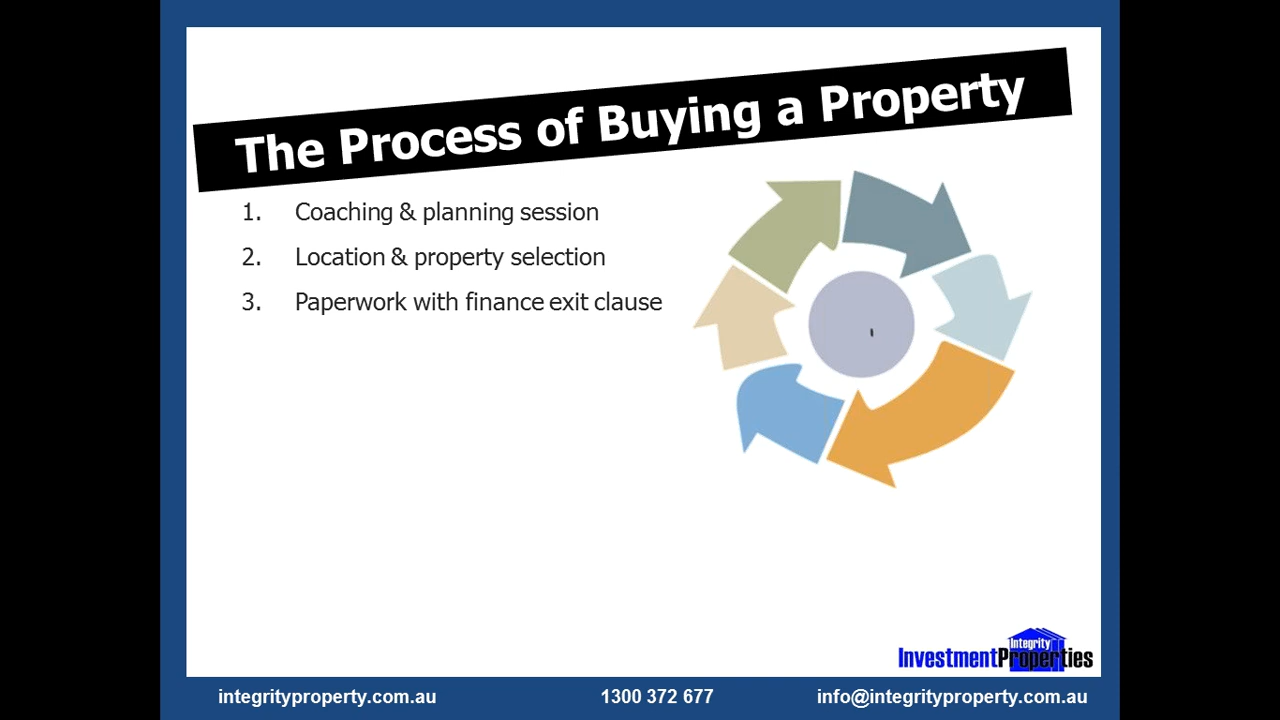 The Process of Buying a Property
1. Coaching & planning session
2. Location & property selection
3. Paperwork with finance exit clause
Integrity
InvestmentProperties
integrityproperty.com.au 1300 372 677 info@integrityproperty.com.au